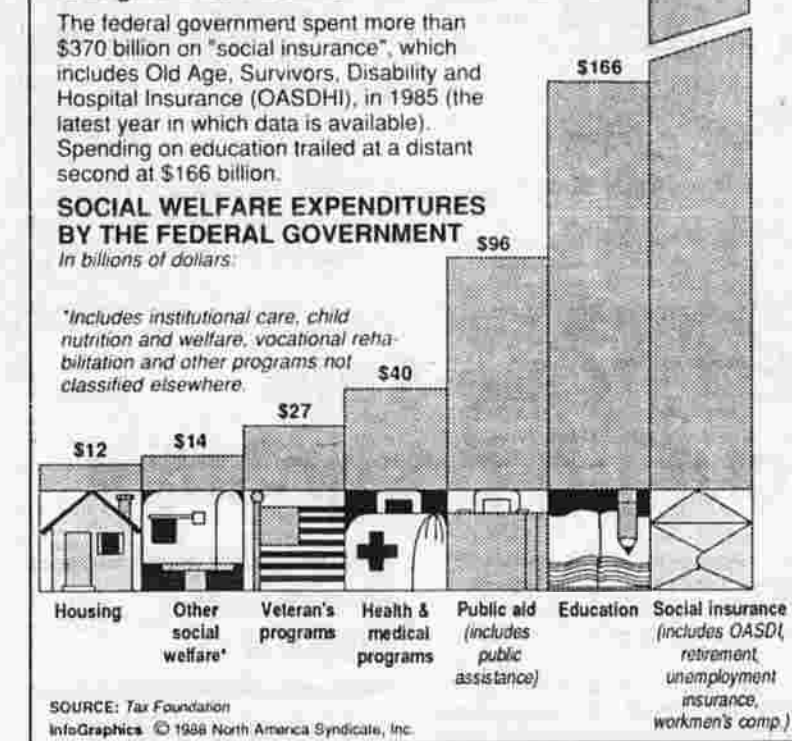 The federal government spent more than
$370 billion on "social insurance", which
includes Old Age, Survivors, Disability and
Hospital Insurance (OASDHI), in 1985 (the
latest year in which data is available).
Spending on education trailed at a distant
second at $166 billion.
SOCIAL WELFARE EXPENDITURES
BY THE FEDERAL GOVERNMENT
In billions of dollars:
*Includes institutional care, child
nutrition and welfare, vocational reha-
bilitation and other programs not
classified elsewhere.
$12
$14
$27
$40
$96
$166
Housing
Other
social
welfare*
Veteran's
programs
Health &
medical
programs
Public aid
(includes
public
assistance)
Education
Social insurance
(includes OASDI,
retirement,
unemployment
insurance,
workmen's comp.)
SOURCE: Tax Foundation
InfoGraphics © 1988 North America Syndicate, Inc.